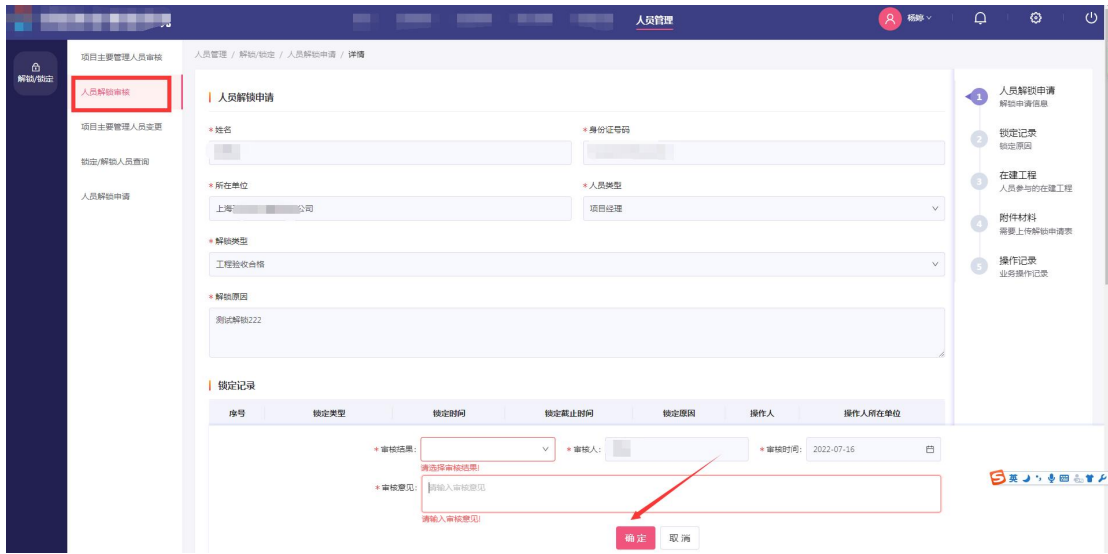 人员管理
杨婷
解锁/锁定
项目主要管理人员审核
人员解锁审核
项目主要管理人员变更
锁定/解锁人员查询
人员解锁申请
人员管理 / 解锁/锁定 / 人员解锁申请 / 详情
人员解锁申请
* 姓名
* 身份证号码
* 所在单位
* 人员类型
上海 公司
项目经理
* 解锁类型
工程验收合格
* 解锁原因
测试解锁222
锁定记录
序号 锁定类型 锁定时间 锁定截止时间 锁定原因 操作人 操作人所在单位
* 审核结果: * 审核人: * 审核时间: 2022-07-16
请选择审核结果!
* 审核意见: 请输入审核意见
请输入审核意见!
确定 取消
1 人员解锁申请
解锁申请信息
2 锁定记录
锁定原因
3 在建工程
人员参与的在建工程
4 附件材料
需要上传解锁申请表
5 操作记录
业务操作记录
英